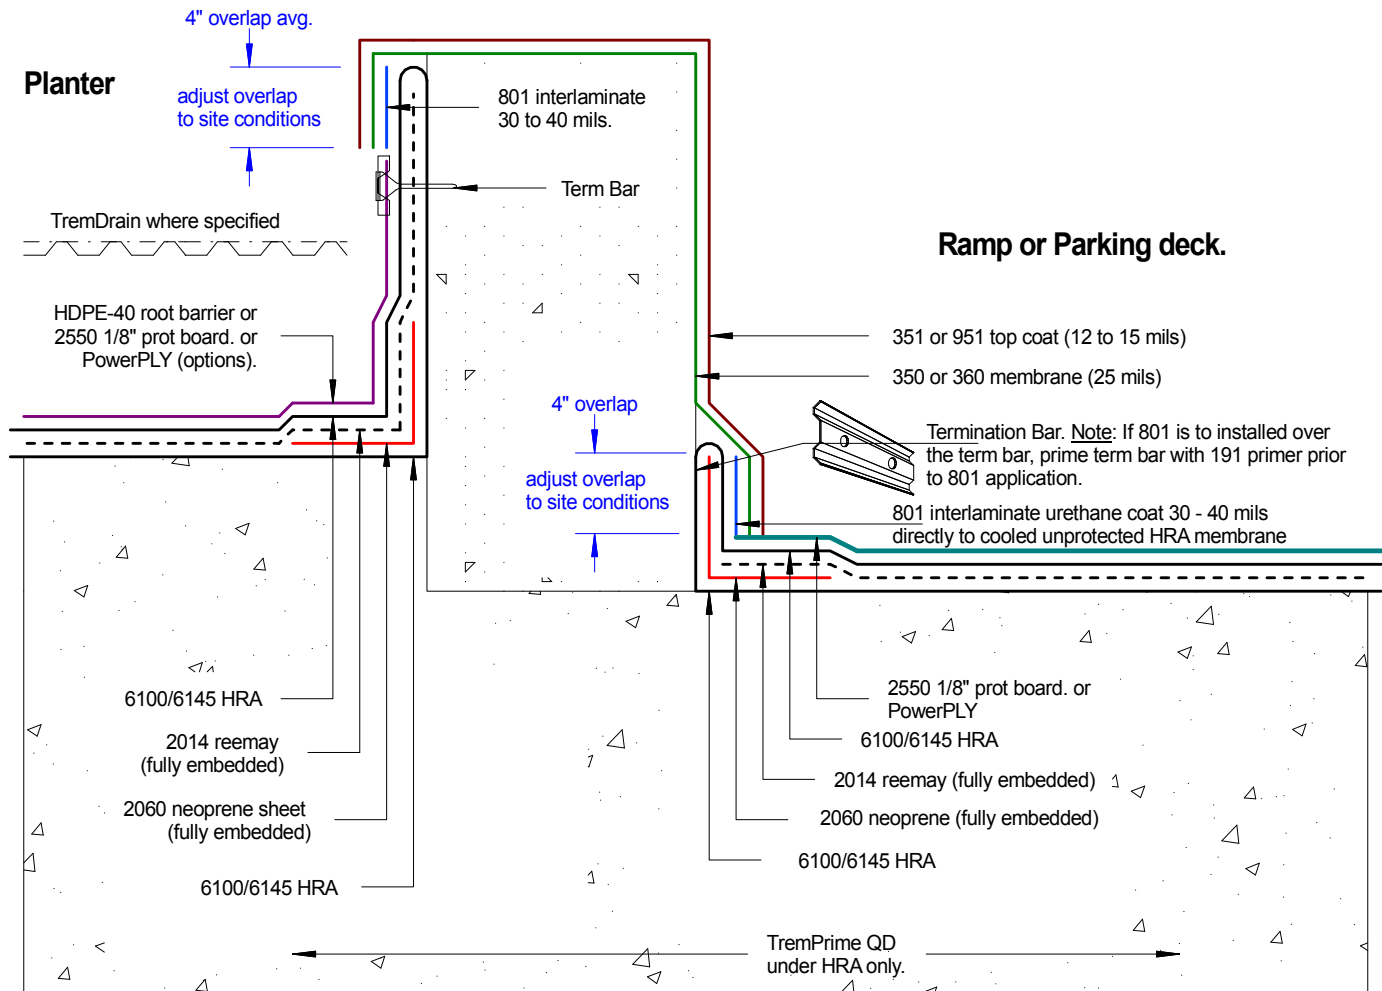 4" overlap avg.
Planter
adjust overlap
to site conditions
801 interlaminate
30 to 40 mils.
Term Bar
TremDrain where specified
Ramp or Parking deck.
HDPE-40 root barrier or
2550 1/8" prot board. or
PowerPLY (options).
351 or 951 top coat (12 to 15 mils)
350 or 360 membrane (25 mils)
4" overlap
adjust overlap
to site conditions
Termination Bar. Note: If 801 is to installed over
the term bar, prime term bar with 191 primer prior
to 801 application.
801 interlaminate urethane coat 30 - 40 mils
directly to cooled unprotected HRA membrane
6100/6145 HRA
2014 reemay
(fully embedded)
2060 neoprene sheet
(fully embedded)
6100/6145 HRA
2550 1/8" prot board. or
PowerPLY
6100/6145 HRA
2014 reemay (fully embedded)
2060 neoprene (fully embedded)
6100/6145 HRA
TremPrime QD
under HRA only.